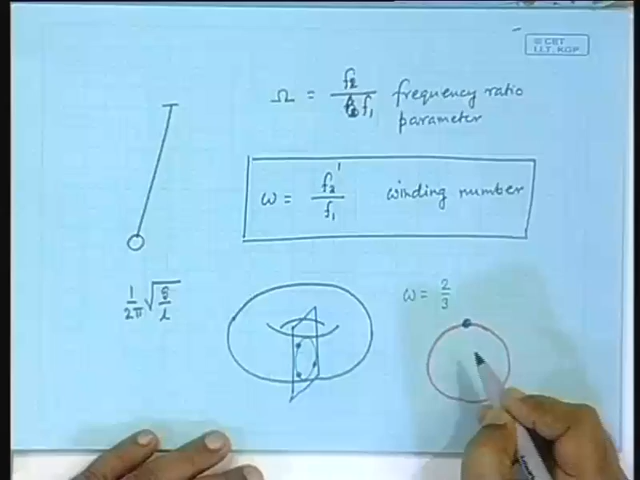 © CET
I.I.T. KGP
Ω = f₂ / f₁ frequency ratio
parameter
ω = f₂' / f₁ winding number
1/2π √(g/l)
ω = 2/3